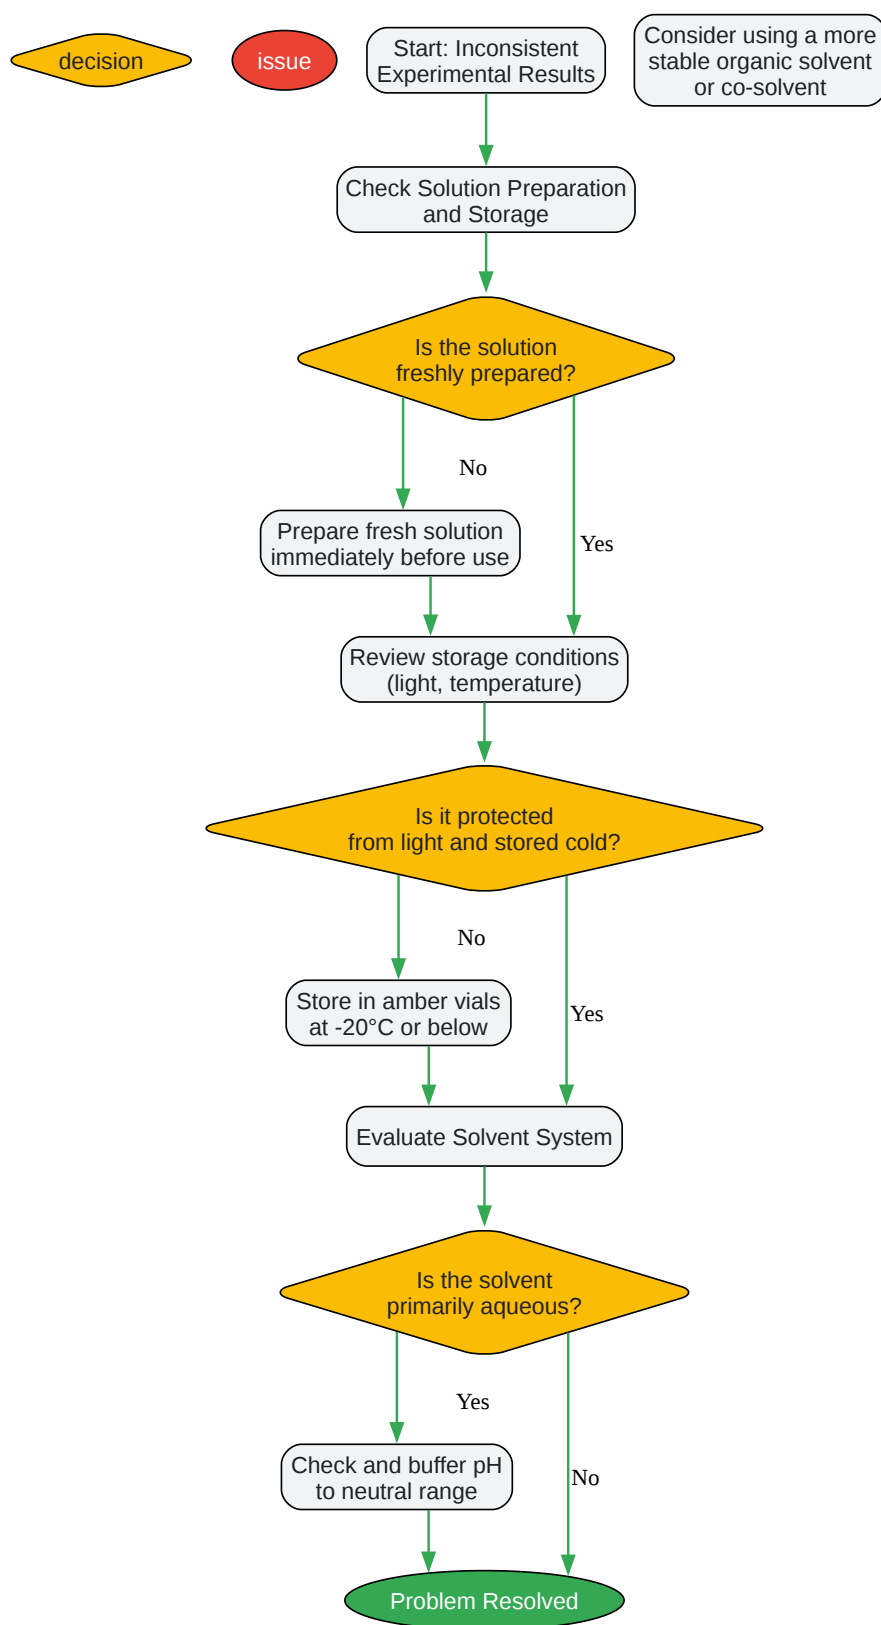 decision
issue
Start: Inconsistent
Experimental Results
Consider using a more
stable organic solvent
or co-solvent
Check Solution Preparation
and Storage
Is the solution
freshly prepared?
No
Prepare fresh solution
immediately before use
Yes
Review storage conditions
(light, temperature)
Is it protected
from light and stored cold?
No
Store in amber vials
at -20°C or below
Yes
Evaluate Solvent System
Is the solvent
primarily aqueous?
Yes
Check and buffer pH
to neutral range
No
Problem Resolved